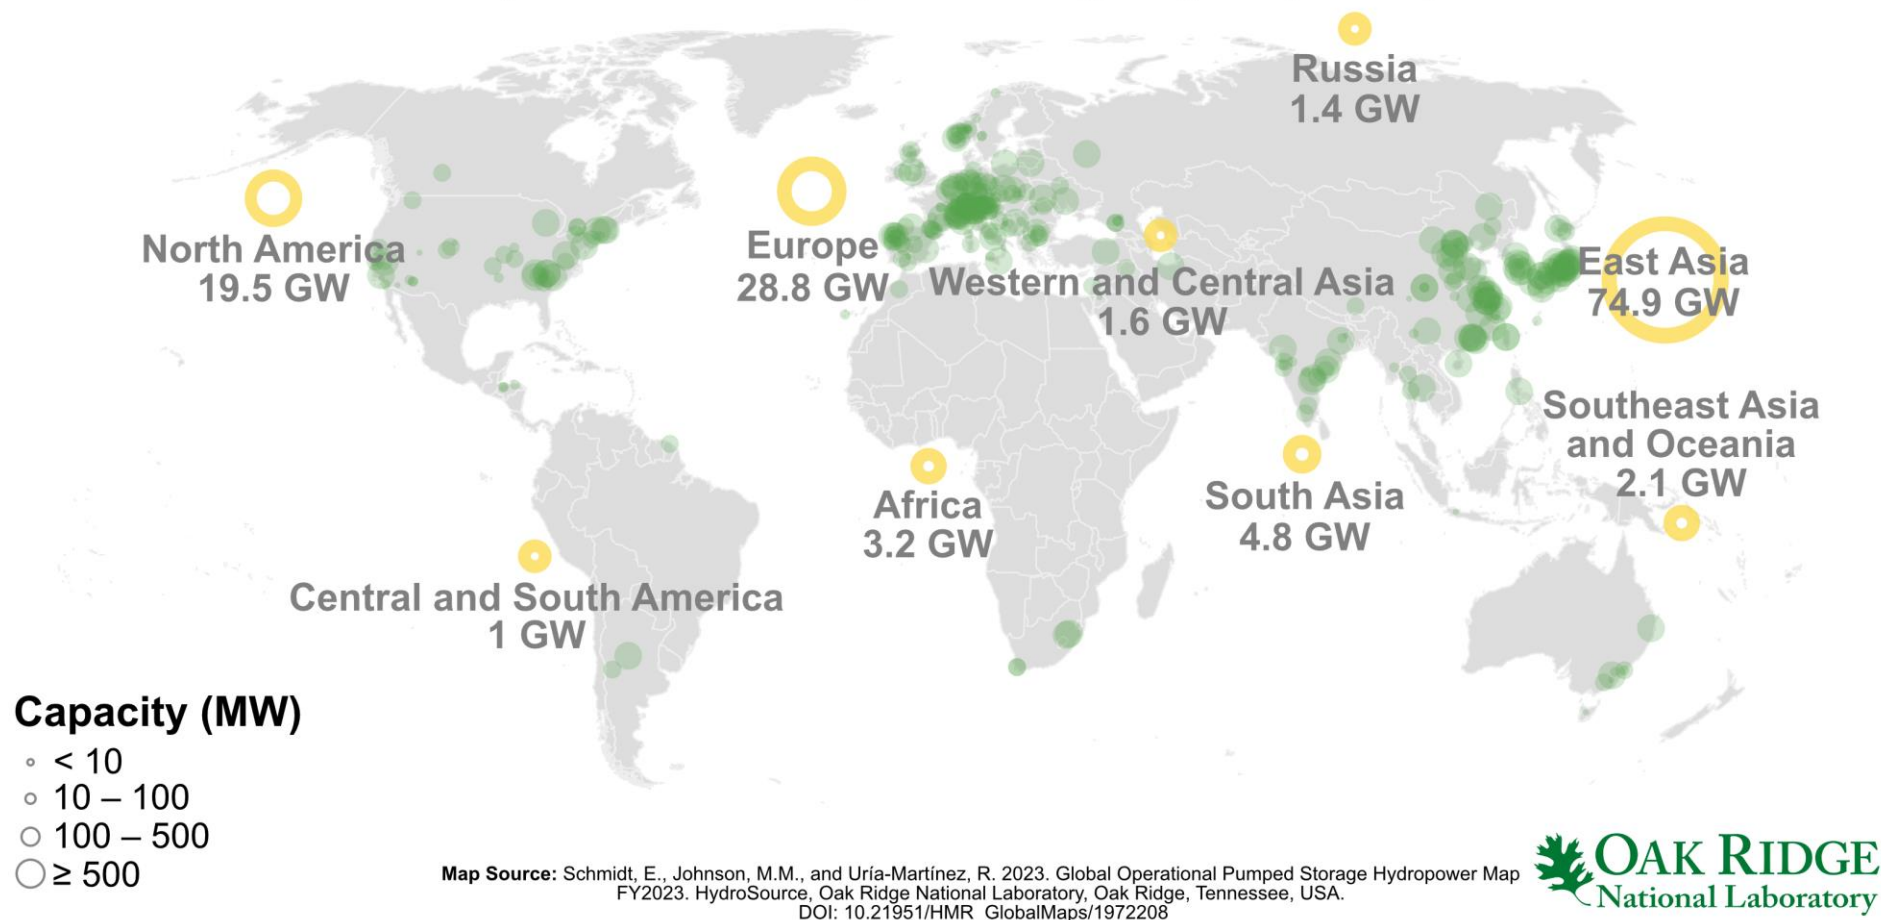 Russia
1.4 GW
North America
19.5 GW
Europe
28.8 GW
Western and Central Asia
1.6 GW
East Asia
74.9 GW
Southeast Asia
and Oceania
2.1 GW
Africa
3.2 GW
South Asia
4.8 GW
Central and South America
1 GW
Capacity (MW)
< 10
10 – 100
100 – 500
≥ 500
Map Source: Schmidt, E., Johnson, M.M., and Uría-Martínez, R. 2023. Global Operational Pumped Storage Hydropower Map
FY2023. HydroSource, Oak Ridge National Laboratory, Oak Ridge, Tennessee, USA.
DOI: 10.21951/HMR_GlobalMaps/1972208
OAK RIDGE
National Laboratory